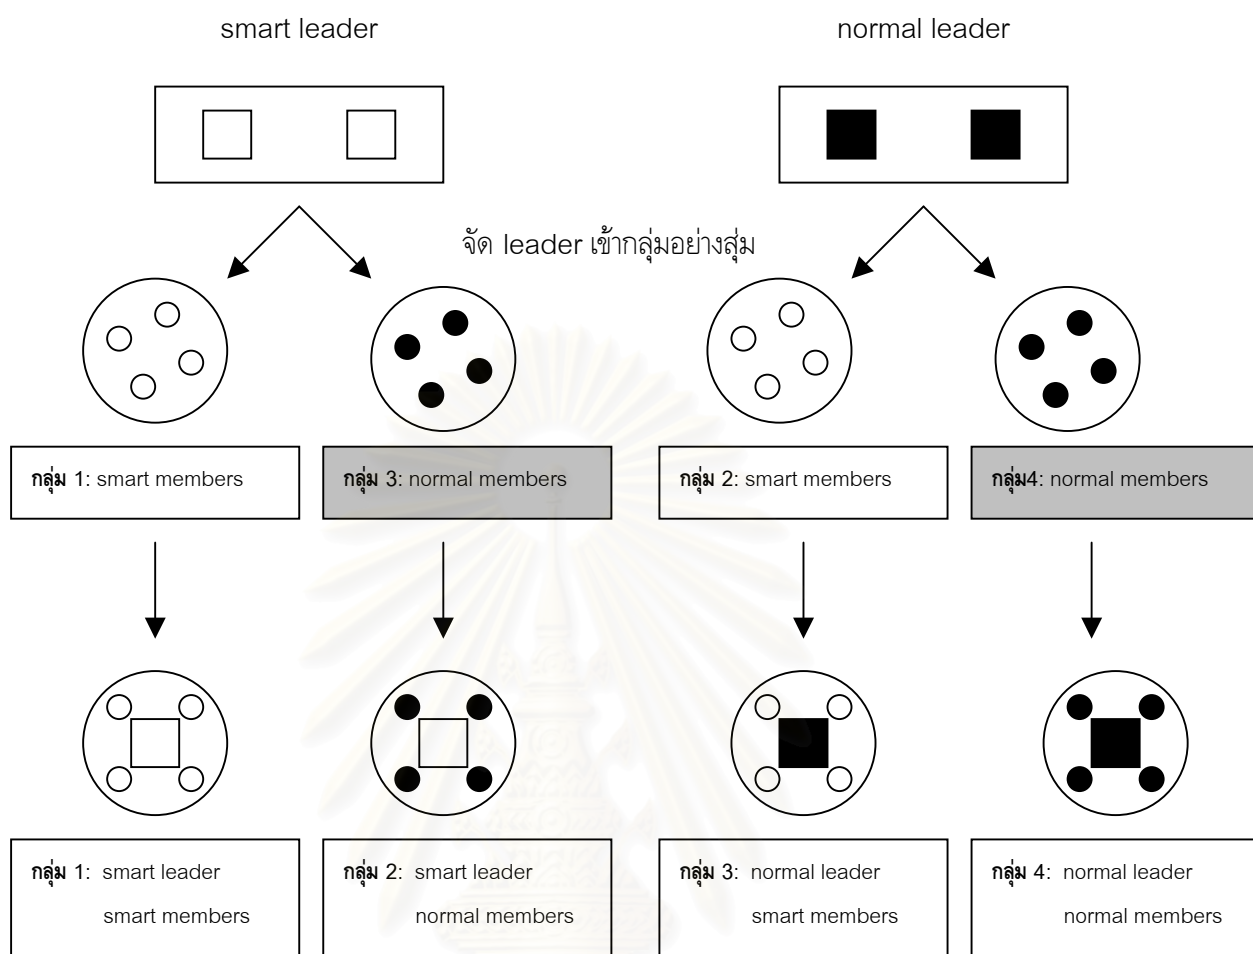 smart leader
normal leader
จัด leader เข้ากลุ่มอย่างสุ่ม
กลุ่ม 1: smart members
กลุ่ม 3: normal members
กลุ่ม 2: smart members
กลุ่ม4: normal members
กลุ่ม 1: smart leader
smart members
กลุ่ม 2: smart leader
normal members
กลุ่ม 3: normal leader
smart members
กลุ่ม 4: normal leader
normal members